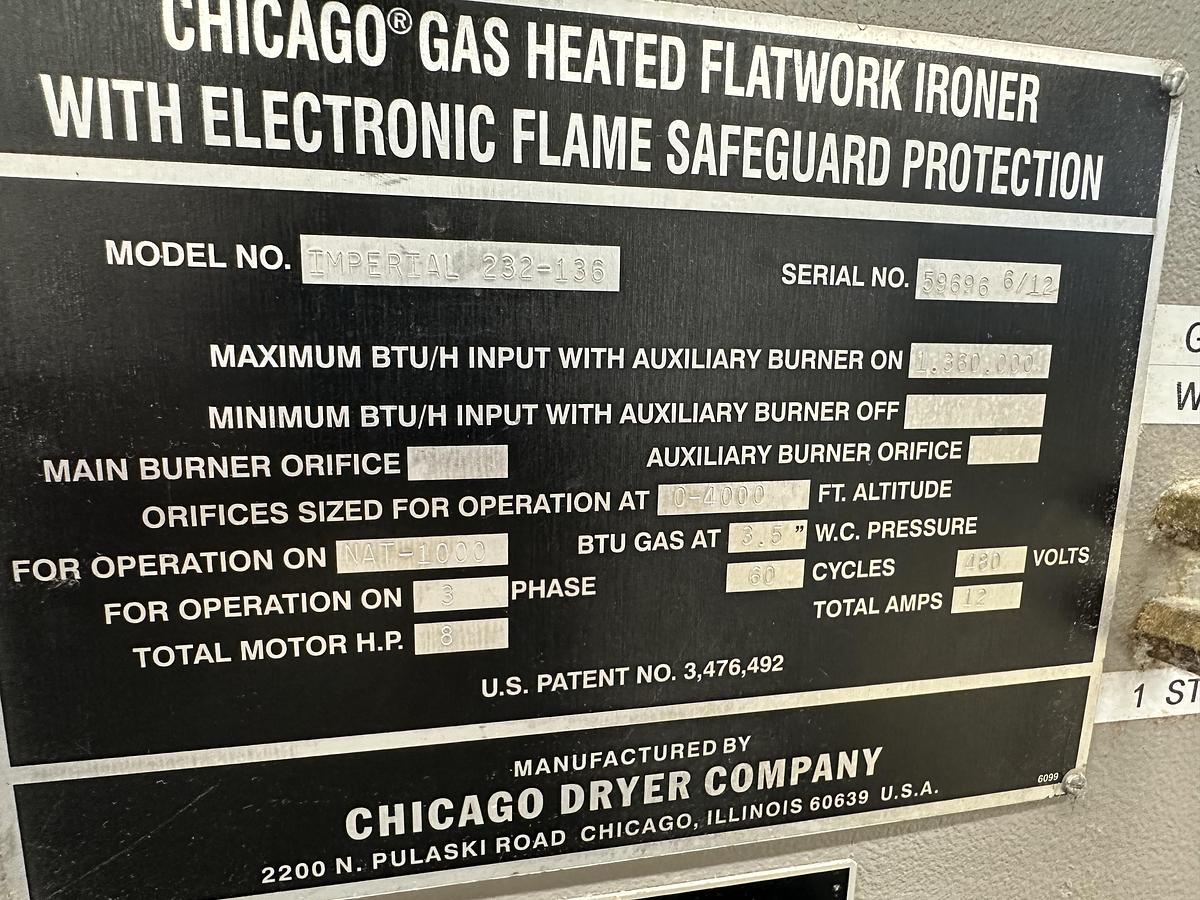 CHICAGO® GAS HEATED FLATWORK IRONER
WITH ELECTRONIC FLAME SAFEGUARD PROTECTION
MODEL NO. IMPERIAL 232-136 SERIAL NO. 59696 6/12
MAXIMUM BTU/H INPUT WITH AUXILIARY BURNER ON
MINIMUM BTU/H INPUT WITH AUXILIARY BURNER OFF
MAIN BURNER ORIFICE AUXILIARY BURNER ORIFICE
ORIFICES SIZED FOR OPERATION AT 0-4000 FT. ALTITUDE
FOR OPERATION ON NAT-1000 BTU GAS AT 3.5" W.C. PRESSURE
FOR OPERATION ON 3 PHASE 60 CYCLES 480 VOLTS
TOTAL MOTOR H.P. 8 TOTAL AMPS 12
U.S. PATENT NO. 3,476,492
MANUFACTURED BY
CHICAGO DRYER COMPANY
2200 N. PULASKI ROAD CHICAGO, ILLINOIS 60639 U.S.A.
6099
G
W
1 ST